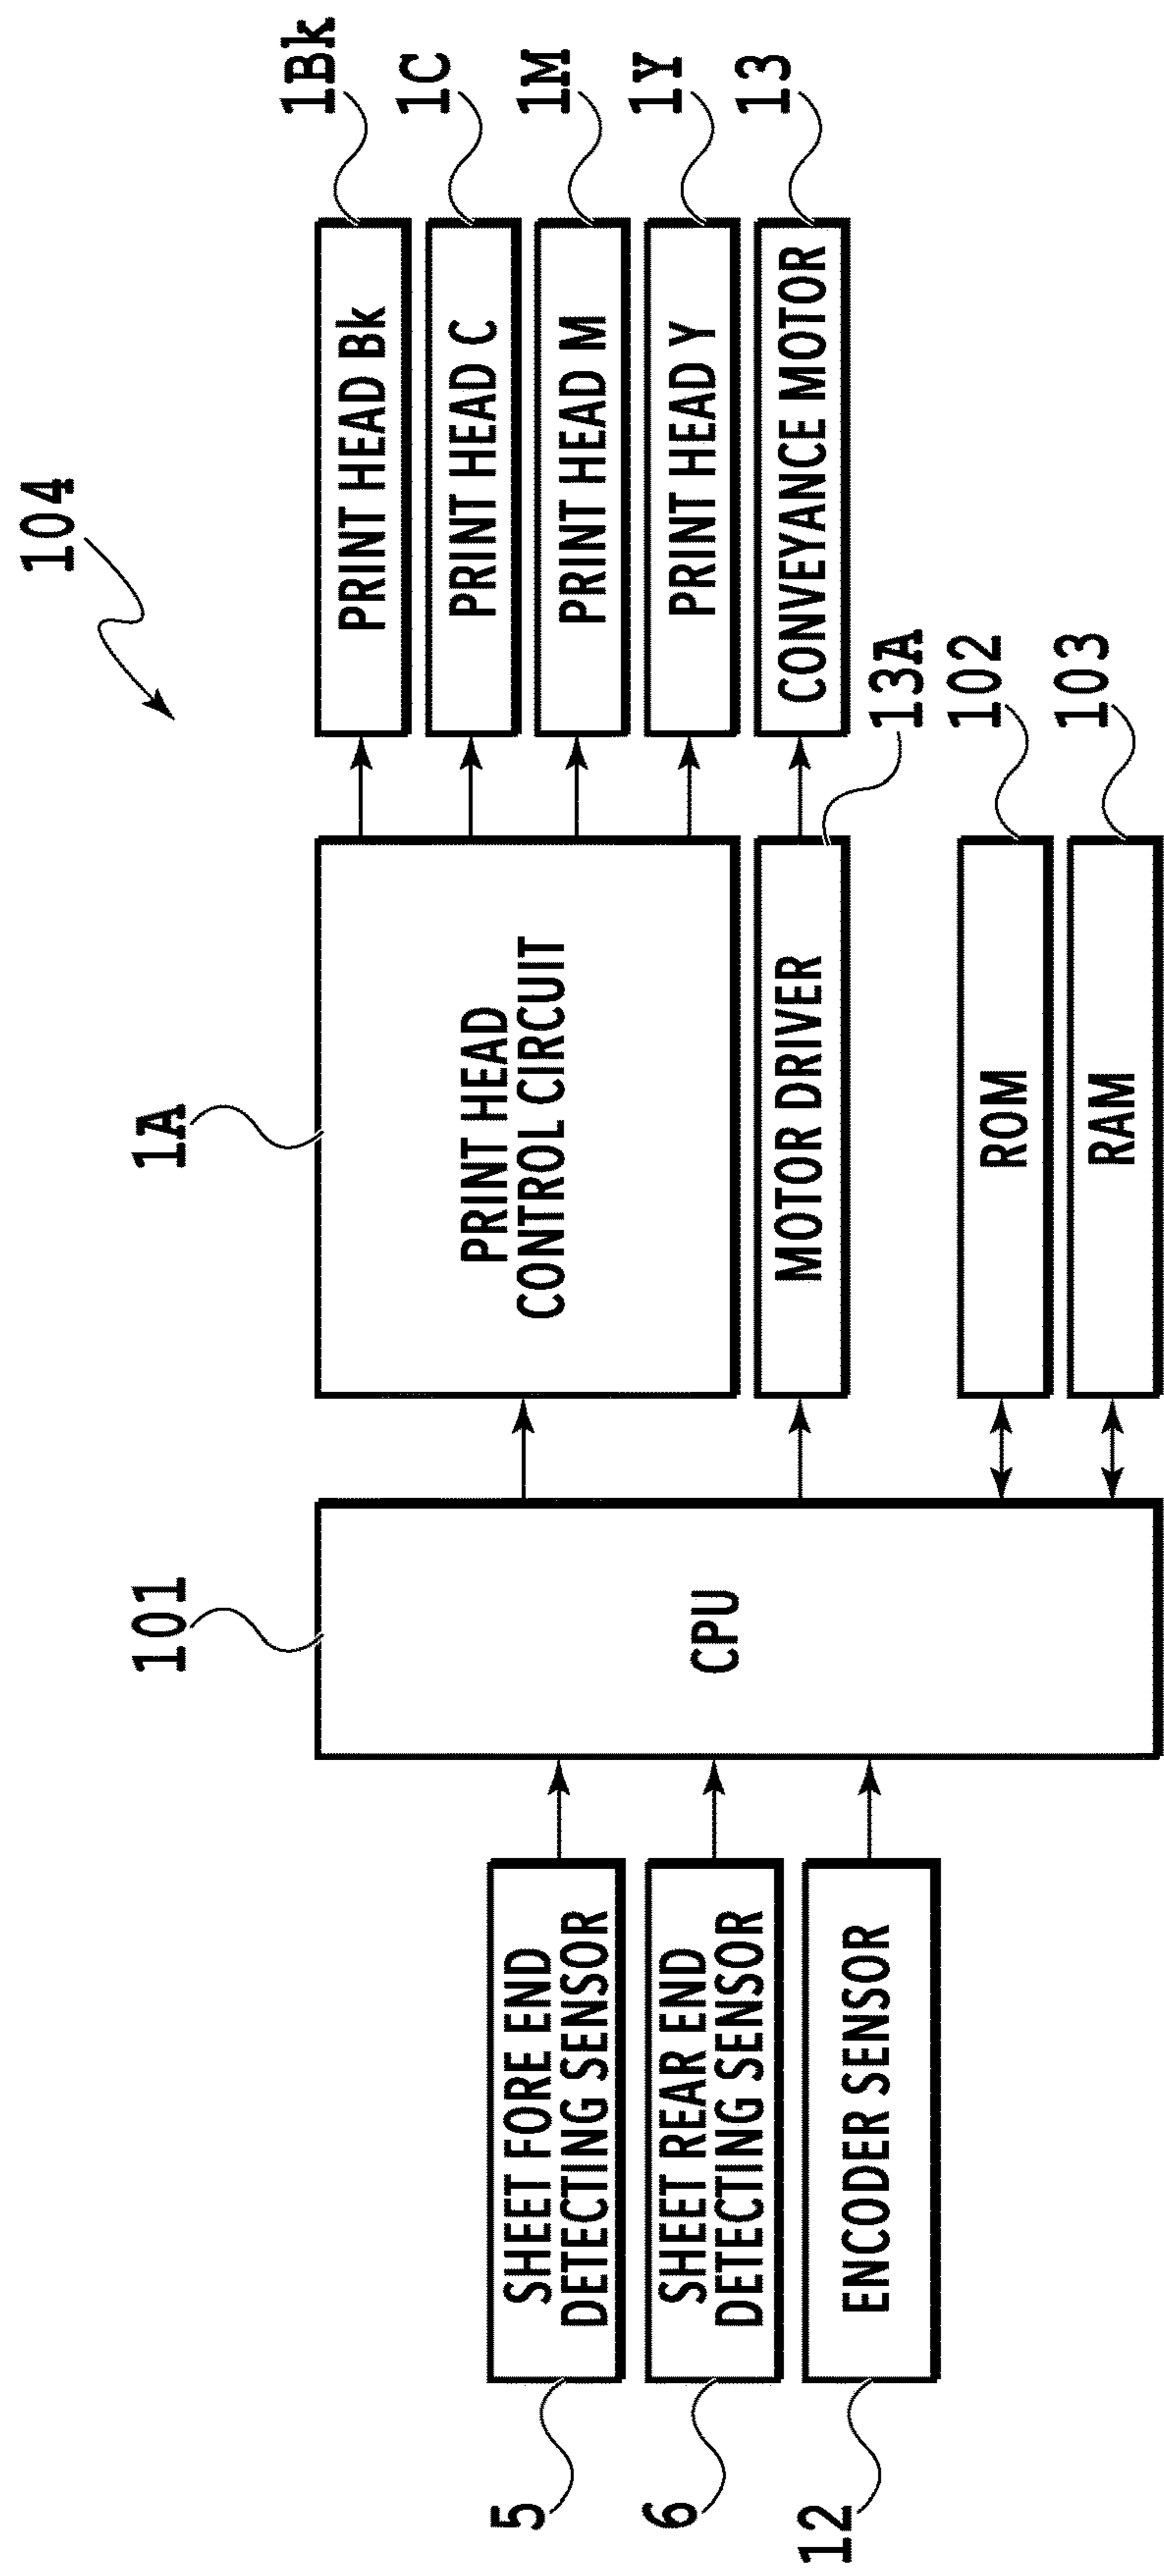 104
5
SHEET FORE END
DETECTING SENSOR
6
SHEET REAR END
DETECTING SENSOR
12
ENCODER SENSOR
101
CPU
1A
PRINT HEAD
CONTROL CIRCUIT
MOTOR DRIVER
13A
ROM
102
RAM
103
PRINT HEAD Bk
1Bk
PRINT HEAD C
1C
PRINT HEAD M
1M
PRINT HEAD Y
1Y
CONVEYANCE MOTOR
13